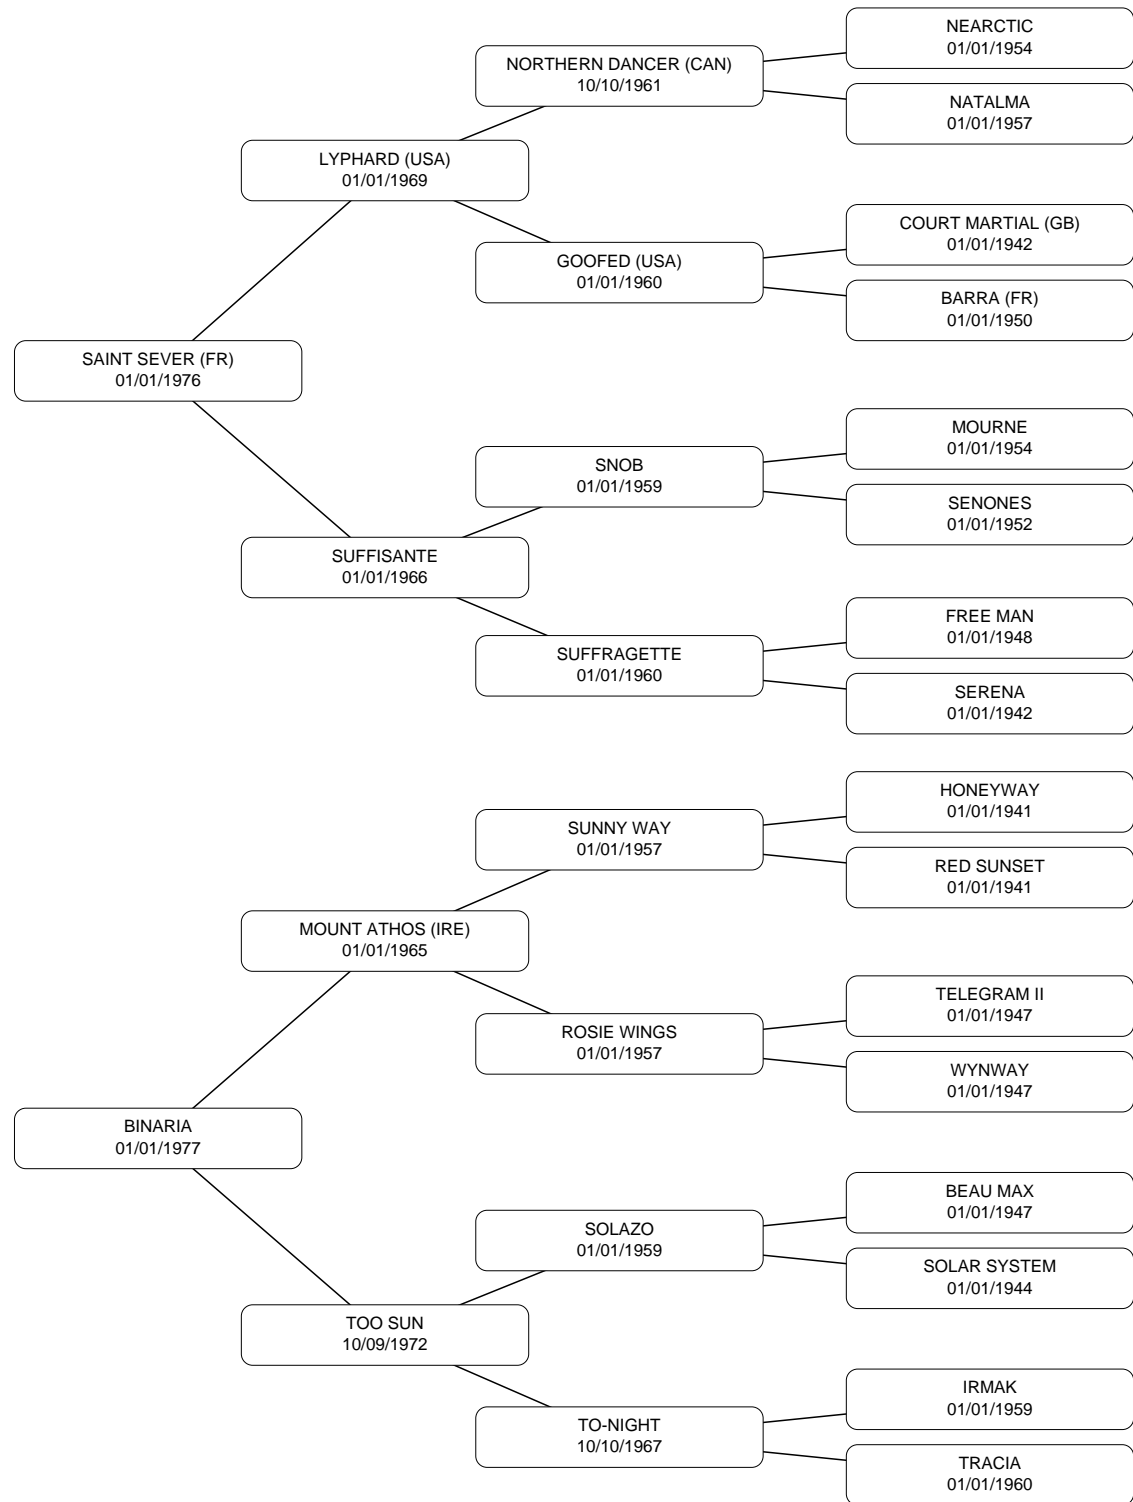 NEARCTIC
01/01/1954
NORTHERN DANCER (CAN)
10/10/1961
NATALMA
01/01/1957
LYPHARD (USA)
01/01/1969
COURT MARTIAL (GB)
01/01/1942
GOOFED (USA)
01/01/1960
BARRA (FR)
01/01/1950
SAINT SEVER (FR)
01/01/1976
MOURNE
01/01/1954
SNOB
01/01/1959
SENONES
01/01/1952
SUFFISANTE
01/01/1966
FREE MAN
01/01/1948
SUFFRAGETTE
01/01/1960
SERENA
01/01/1942
HONEYWAY
01/01/1941
SUNNY WAY
01/01/1957
RED SUNSET
01/01/1941
MOUNT ATHOS (IRE)
01/01/1965
TELEGRAM II
01/01/1947
ROSIE WINGS
01/01/1957
WYNWAY
01/01/1947
BINARIA
01/01/1977
BEAU MAX
01/01/1947
SOLAZO
01/01/1959
SOLAR SYSTEM
01/01/1944
TOO SUN
10/09/1972
IRMAK
01/01/1959
TO-NIGHT
10/10/1967
TRACIA
01/01/1960